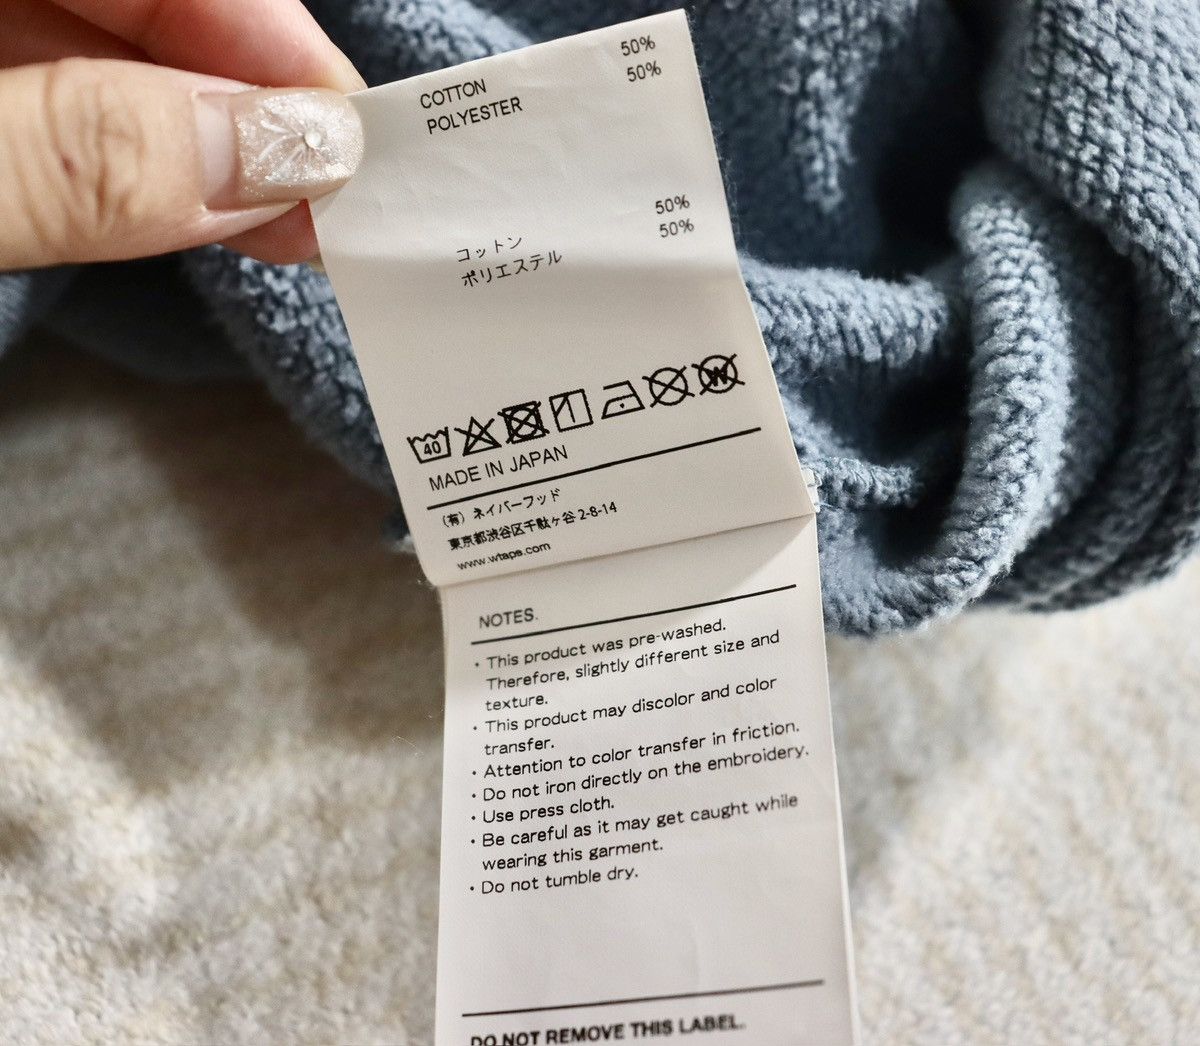 COTTON 50%
POLYESTER 50%
コットン 50%
ポリエステル 50%
40
W
MADE IN JAPAN
(有) ネイバーフッド
東京都渋谷区千駄ヶ谷 2-8-14
www.wtaps.com
NOTES.
・This product was pre-washed.
Therefore, slightly different size and
texture.
・This product may discolor and color
transfer.
・Attention to color transfer in friction.
・Do not iron directly on the embroidery.
・Use press cloth.
・Be careful as it may get caught while
wearing this garment.
・Do not tumble dry.
DO NOT REMOVE THIS LABEL.